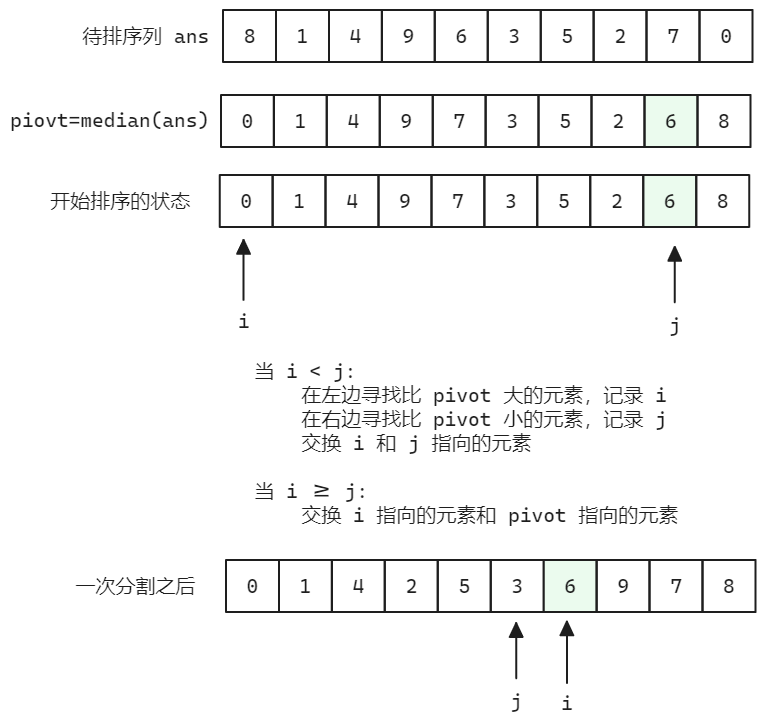 待排序列 ans 8 1 4 9 6 3 5 2 7 0
piovt=median(ans) 0 1 4 9 7 3 5 2 6 8
开始排序的状态 0 1 4 9 7 3 5 2 6 8
i j
当 i < j:
在左边寻找比 pivot 大的元素，记录 i
在右边寻找比 pivot 小的元素，记录 j
交换 i 和 j 指向的元素
当 i ≥ j:
交换 i 指向的元素和 pivot 指向的元素
一次分割之后 0 1 4 2 5 3 6 9 7 8
j i